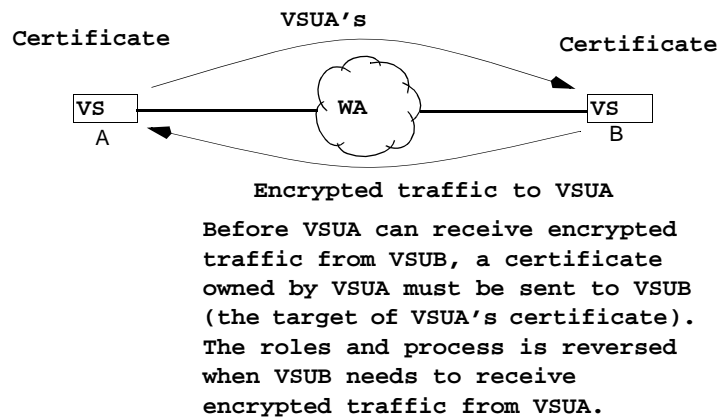 VSUA's
Certificate
Certificate
VS
WA
VS
A
B
Encrypted traffic to VSUA
Before VSUA can receive encrypted
traffic from VSUB, a certificate
owned by VSUA must be sent to VSUB
(the target of VSUA's certificate).
The roles and process is reversed
when VSUB needs to receive
encrypted traffic from VSUA.